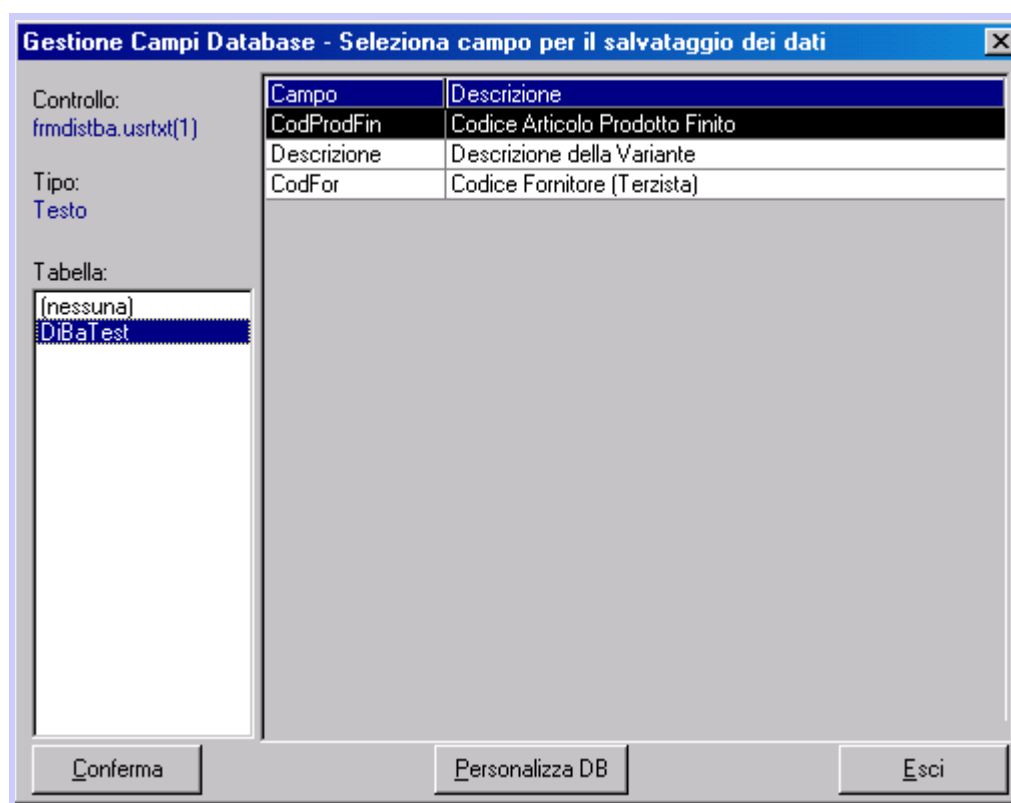 Gestione Campi Database - Seleziona campo per il salvataggio dei dati
Controllo:
frmdistba.usrtxt(1)
Tipo:
Testo
Tabella:
(nessuna)
DiBaTest
Campo Descrizione
CodProdFin Codice Articolo Prodotto Finito
Descrizione Descrizione della Variante
CodFor Codice Fornitore (Terzista)
Conferma Personalizza DB Esci